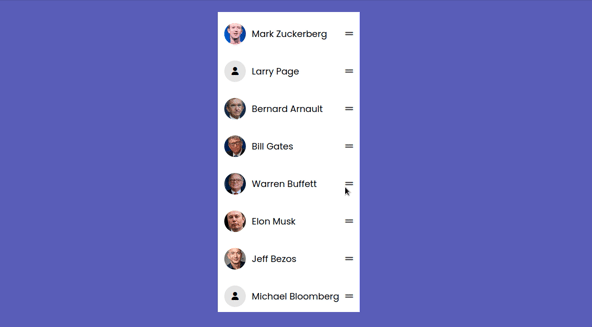 Mark Zuckerberg
Larry Page
Bernard Arnault
Bill Gates
Warren Buffett
Elon Musk
Jeff Bezos
Michael Bloomberg